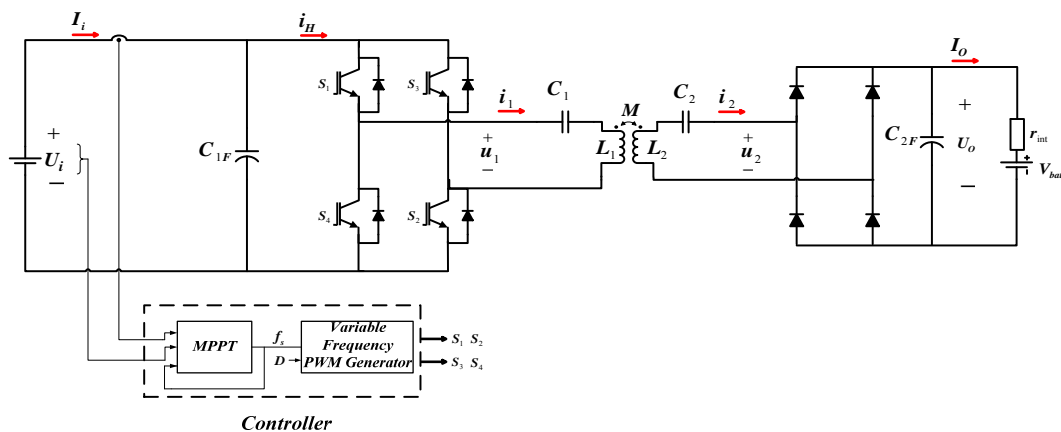 I_i
i_H
I_o
S_1
S_3
i_1
C_1
M
C_2
i_2
+
U_i
−
C_1F
+
u_1
−
L_1
L_2
+
u_2
−
C_2F
+
U_o
−
r_int
+
-
V_bat
S_4
S_2
MPPT
f_s
D
Variable
Frequency
PWM Generator
S_1 S_2
S_3 S_4
Controller